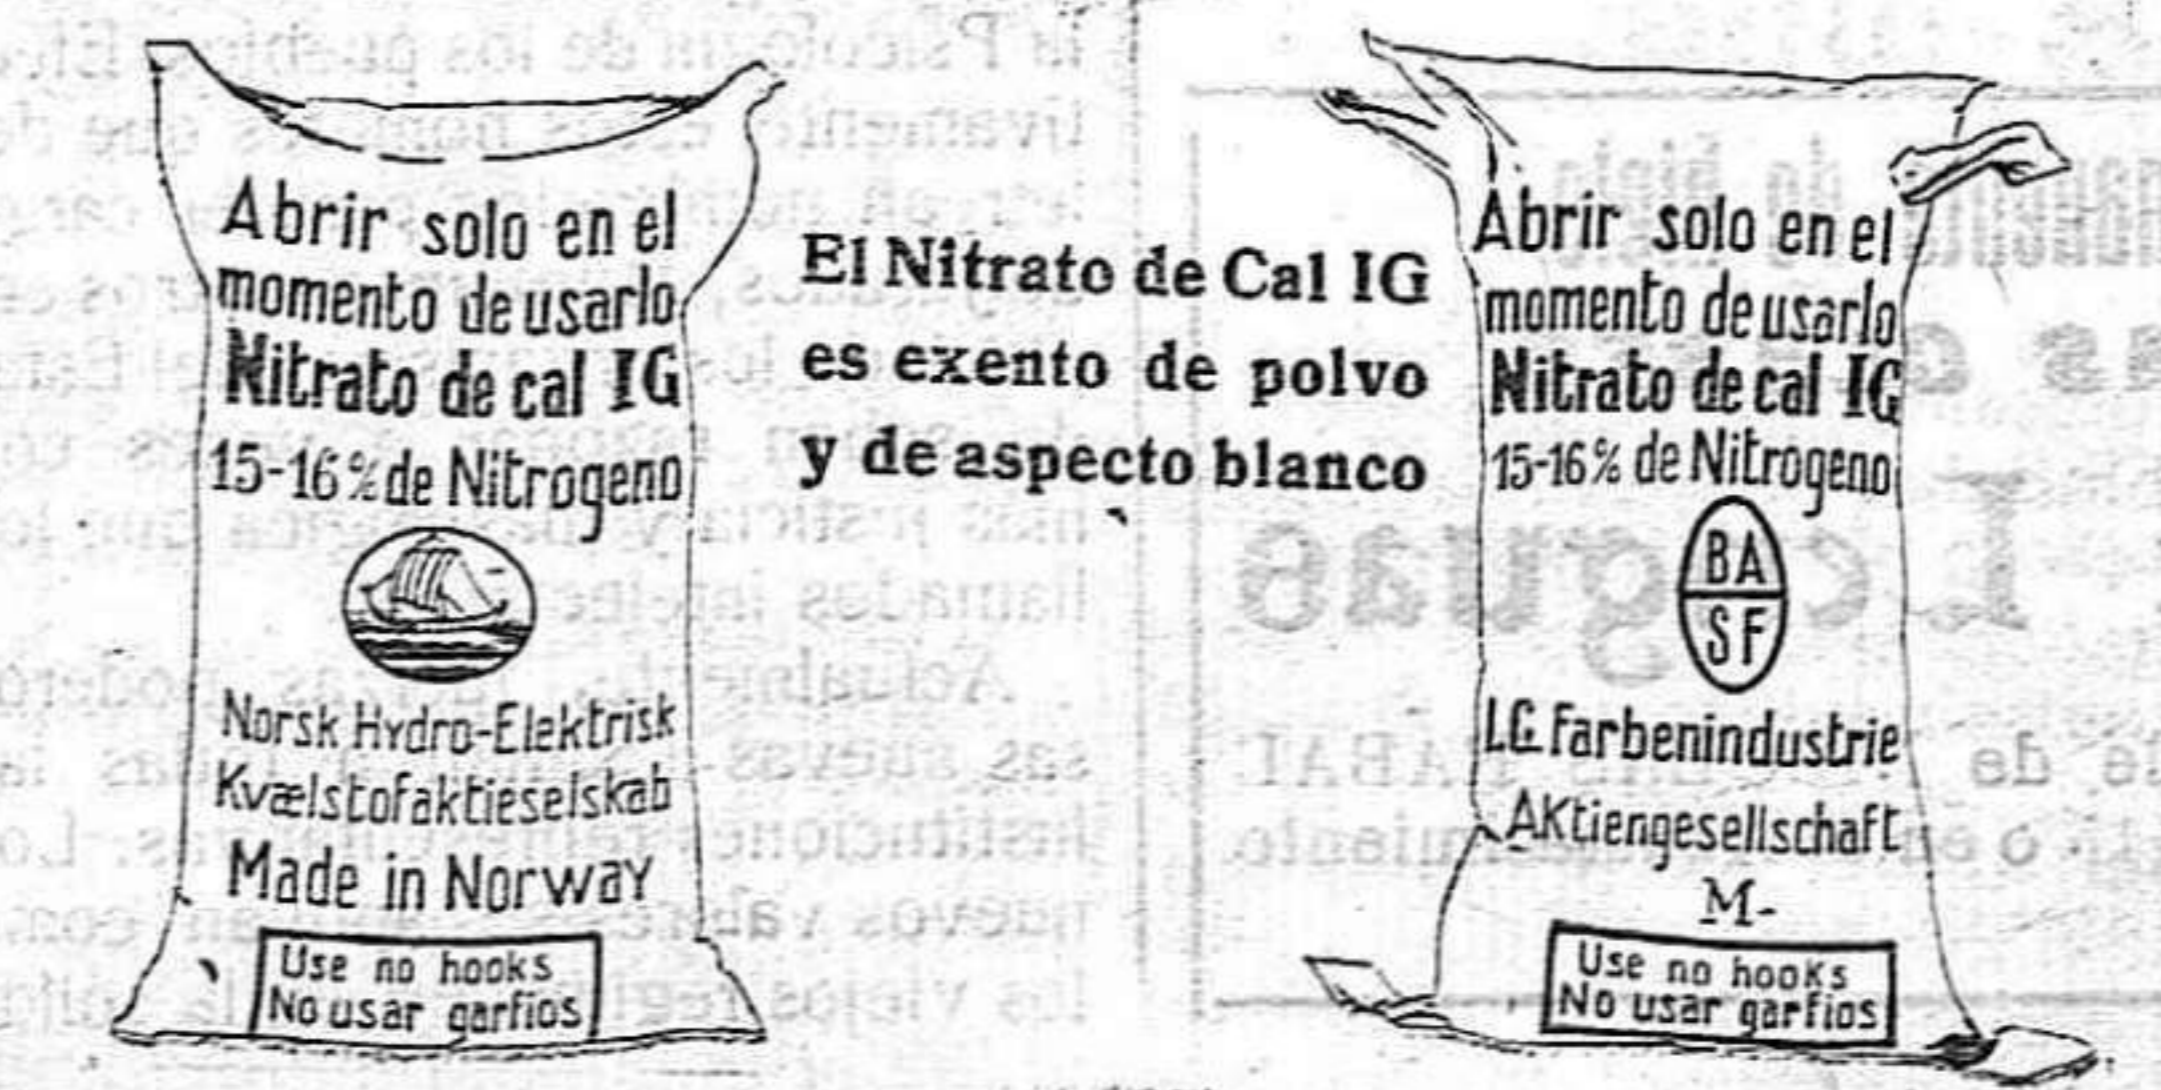 Abrir solo en el
momento de usarlo
Nitrato de cal IG
15-16% de Nitrogeno
Norsk Hydro-Elektrisk
Kvælstofaktieselskab
Made in Norway
Use no hooks
No usar garfios
El Nitrato de Cal IG
es exento de polvo
y de aspecto blanco
Abrir solo en el
momento de usarlo
Nitrato de cal IG
15-16% de Nitrogeno
BA
SF
I.G. Farbenindustrie
Aktiengesellschaft
M-
Use no hooks
No usar garfios